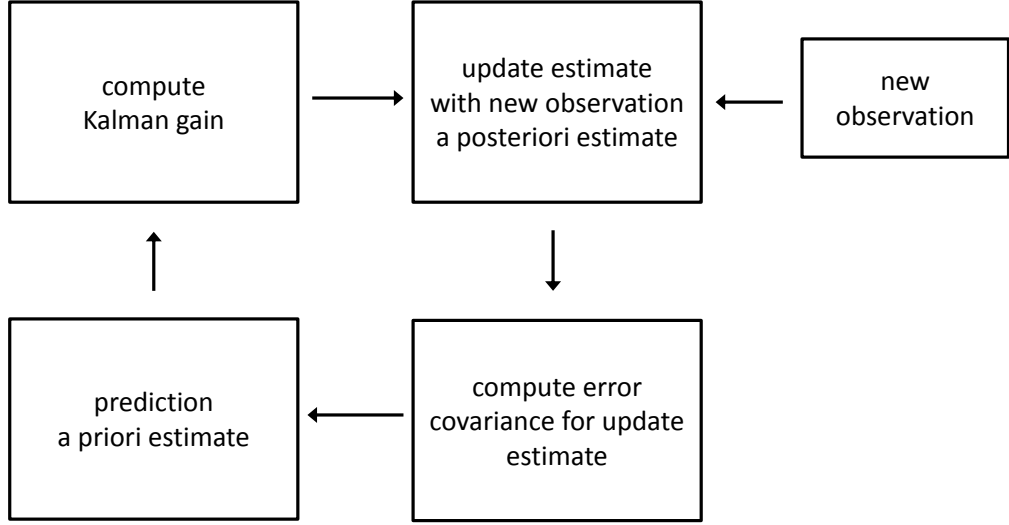 compute
Kalman gain
update estimate
with new observation
a posteriori estimate
new
observation
prediction
a priori estimate
compute error
covariance for update
estimate